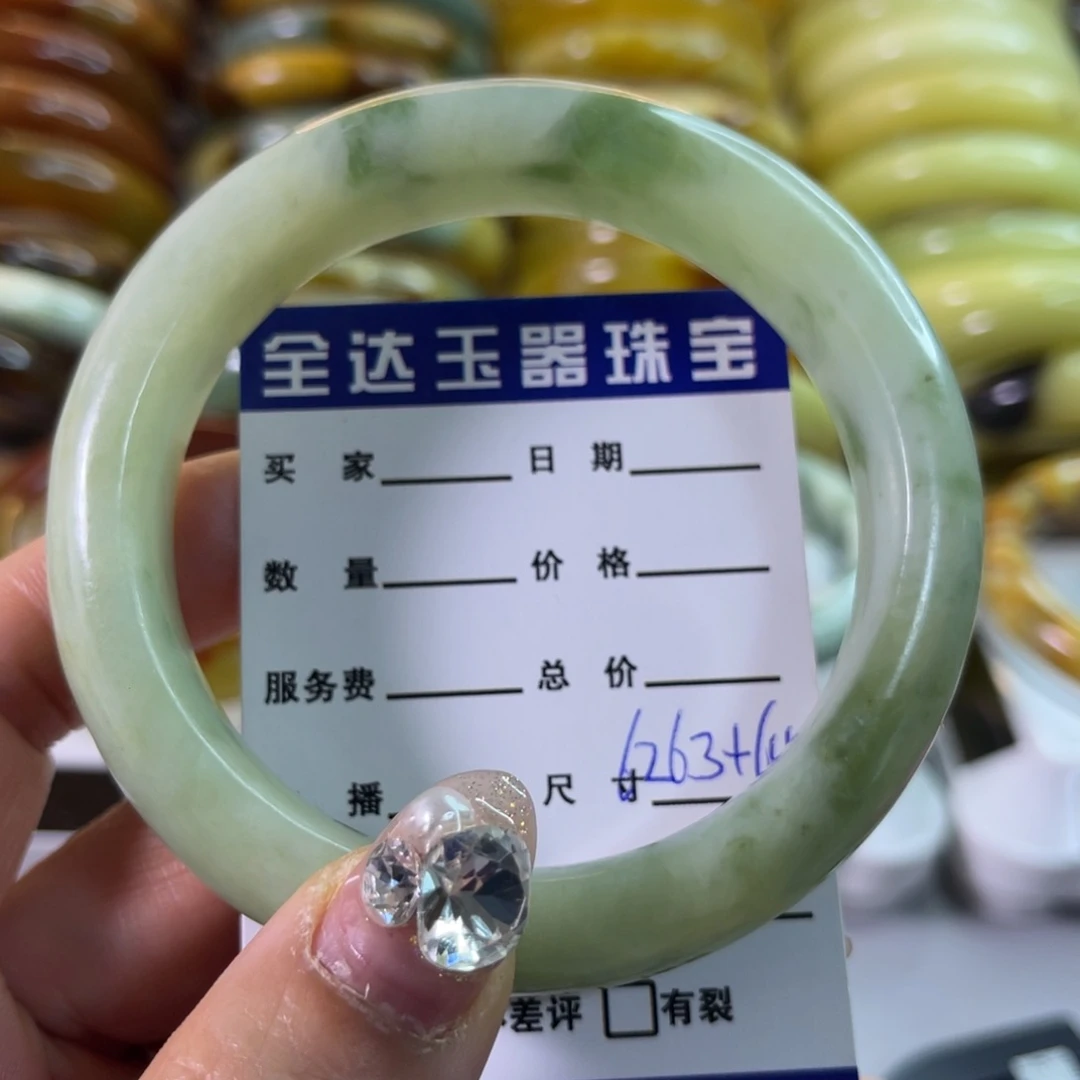 全达玉器珠宝
买 家 日 期
数 量 价 格
服务费 总 价
6263+
播 尺 寸
差评 有裂